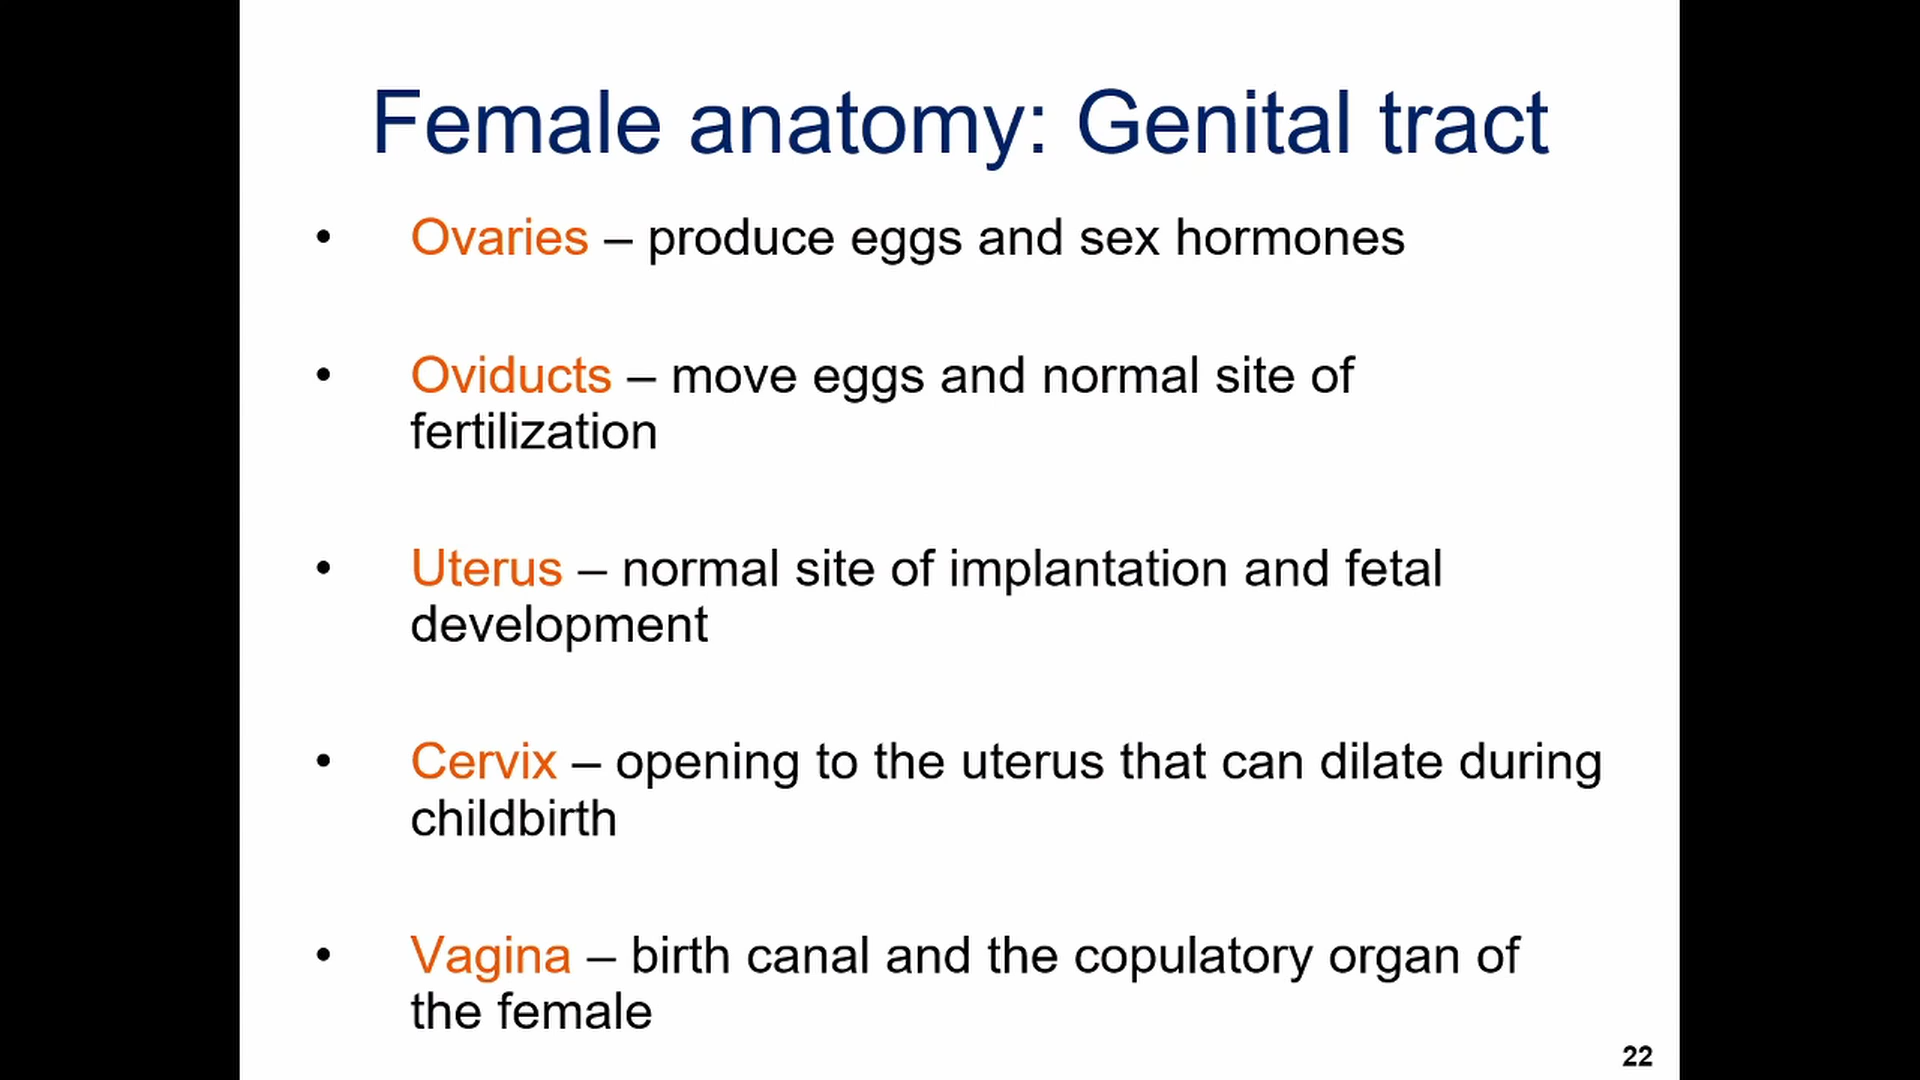 Female anatomy: Genital tract
• Ovaries – produce eggs and sex hormones
• Oviducts – move eggs and normal site of
fertilization
• Uterus – normal site of implantation and fetal
development
• Cervix – opening to the uterus that can dilate during
childbirth
• Vagina – birth canal and the copulatory organ of
the female
22